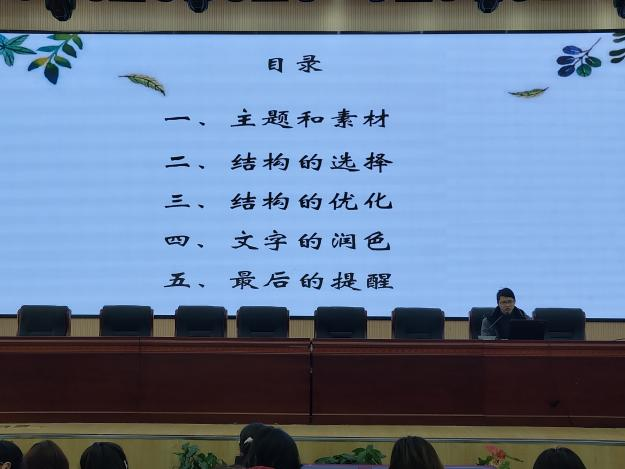 目录
一、主题和素材
二、结构的选择
三、结构的优化
四、文字的润色
五、最后的提醒